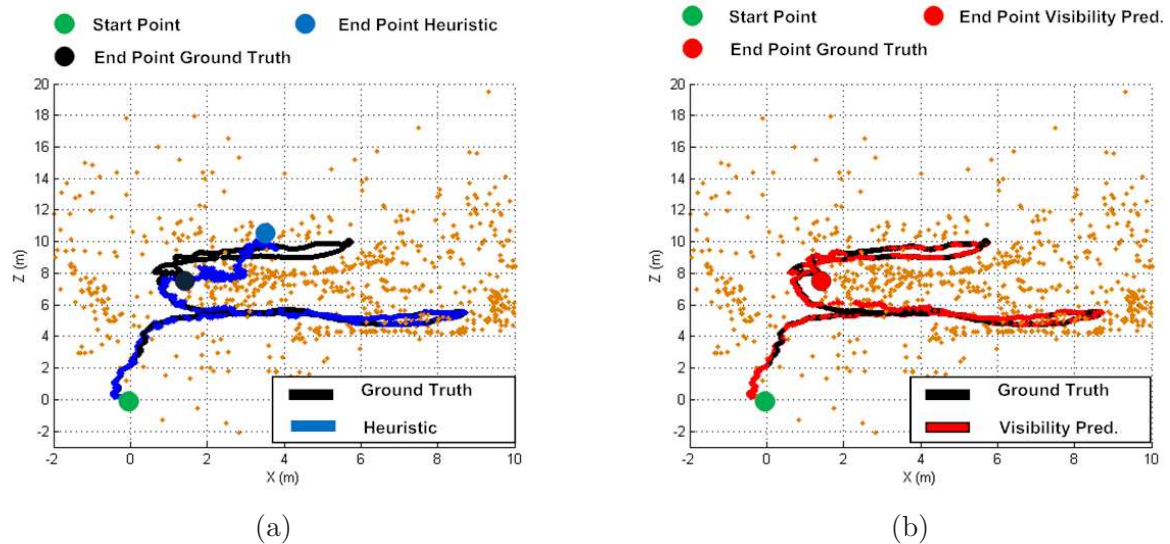 Start Point End Point Heuristic
End Point Ground Truth
20
18
16
14
12
10
8
6
4
2
0
-2
Z (m)
-2 0 2 4 6 8 10
X (m)
Ground Truth
Heuristic
(a)
Start Point End Point Visibility Pred.
End Point Ground Truth
20
18
16
14
12
10
8
6
4
2
0
-2
Z (m)
-2 0 2 4 6 8 10
X (m)
Ground Truth
Visibility Pred.
(b)